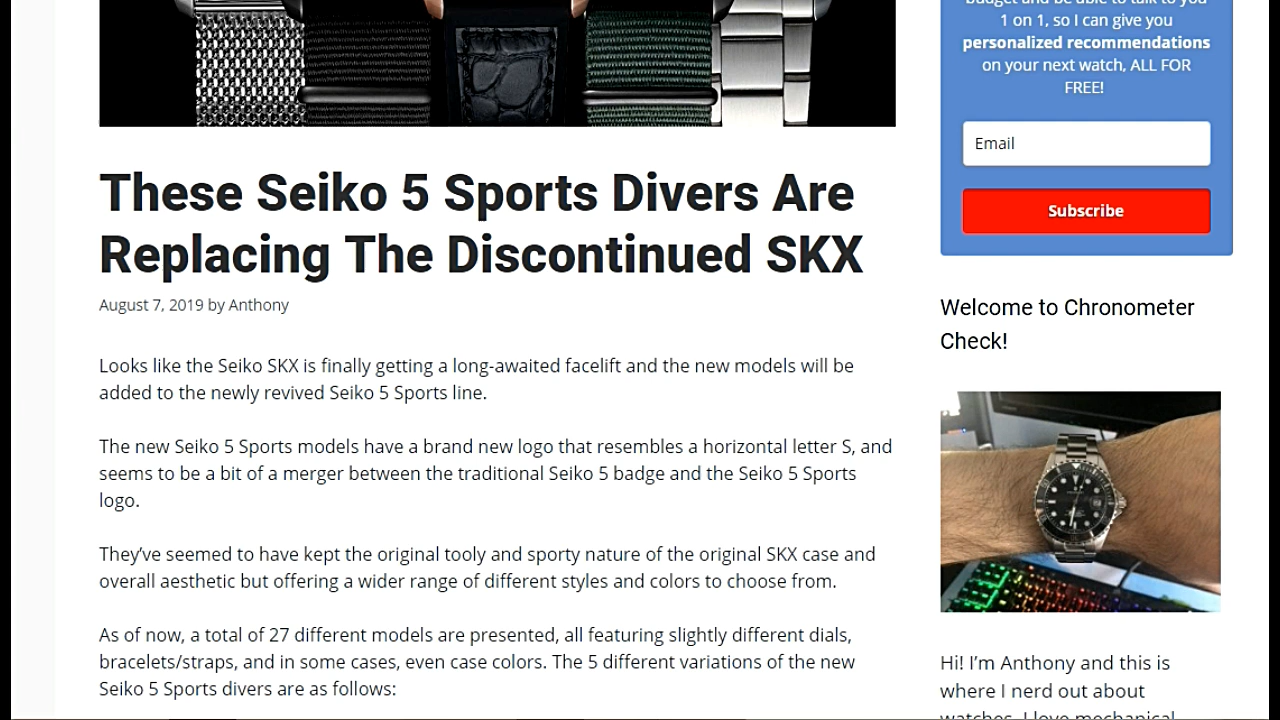 These Seiko 5 Sports Divers Are
Replacing The Discontinued SKX
August 7, 2019 by Anthony
Looks like the Seiko SKX is finally getting a long-awaited facelift and the new models will be
added to the newly revived Seiko 5 Sports line.
The new Seiko 5 Sports models have a brand new logo that resembles a horizontal letter S, and
seems to be a bit of a merger between the traditional Seiko 5 badge and the Seiko 5 Sports
logo.
They’ve seemed to have kept the original tooly and sporty nature of the original SKX case and
overall aesthetic but offering a wider range of different styles and colors to choose from.
As of now, a total of 27 different models are presented, all featuring slightly different dials,
bracelets/straps, and in some cases, even case colors. The 5 different variations of the new
Seiko 5 Sports divers are as follows:
budget and be able to talk to you
1 on 1, so I can give you
personalized recommendations
on your next watch, ALL FOR
FREE!
Email
Subscribe
Welcome to Chronometer
Check!
Hi! I’m Anthony and this is
where I nerd out about
watches. I love mechanical